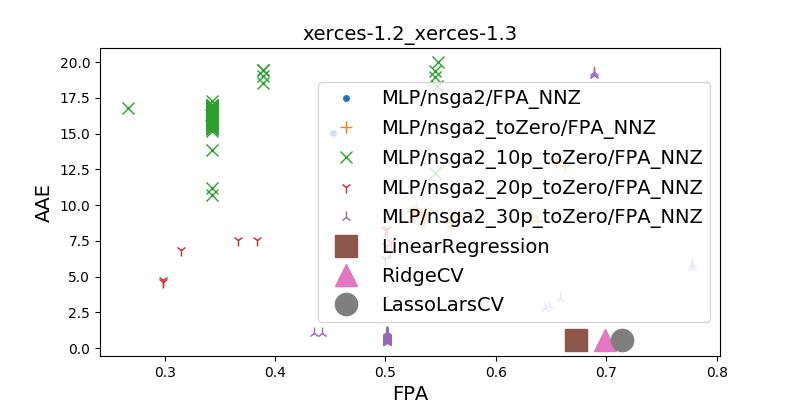 xerces-1.2_xerces-1.3
AAE
20.0
17.5
15.0
12.5
10.0
7.5
5.0
2.5
0.0
MLP/nsga2/FPA_NNZ
MLP/nsga2_toZero/FPA_NNZ
MLP/nsga2_10p_toZero/FPA_NNZ
MLP/nsga2_20p_toZero/FPA_NNZ
MLP/nsga2_30p_toZero/FPA_NNZ
LinearRegression
RidgeCV
LassoLarsCV
0.3 0.4 0.5 0.6 0.7 0.8
FPA